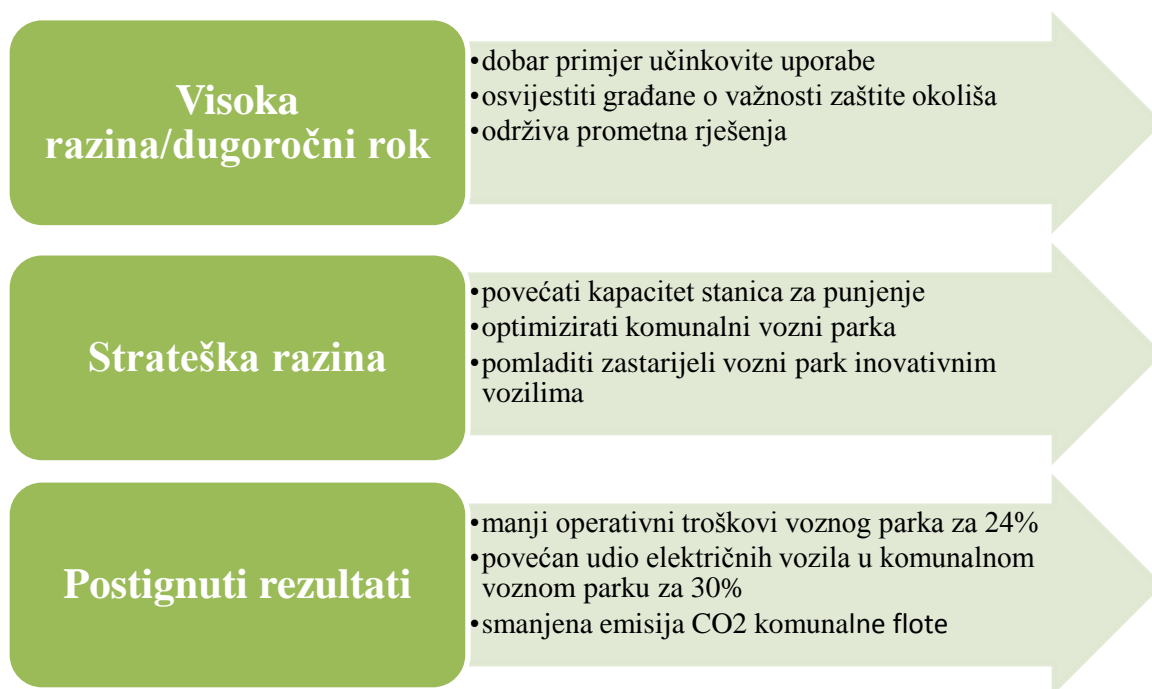 Visoka
razina/dugoročni rok
•dobar primjer učinkovite uporabe
•osvijestiti građane o važnosti zaštite okoliša
•održiva prometna rješenja
Strateška razina
•povećati kapacitet stanica za punjenje
•optimizirati komunalni vozni parka
•pomladiti zastarijeli vozni park inovativnim
vozilima
Postignuti rezultati
•manji operativni troškovi voznog parka za 24%
•povećan udio električnih vozila u komunalnom
voznom parku za 30%
•smanjena emisija CO2 komunalne flote